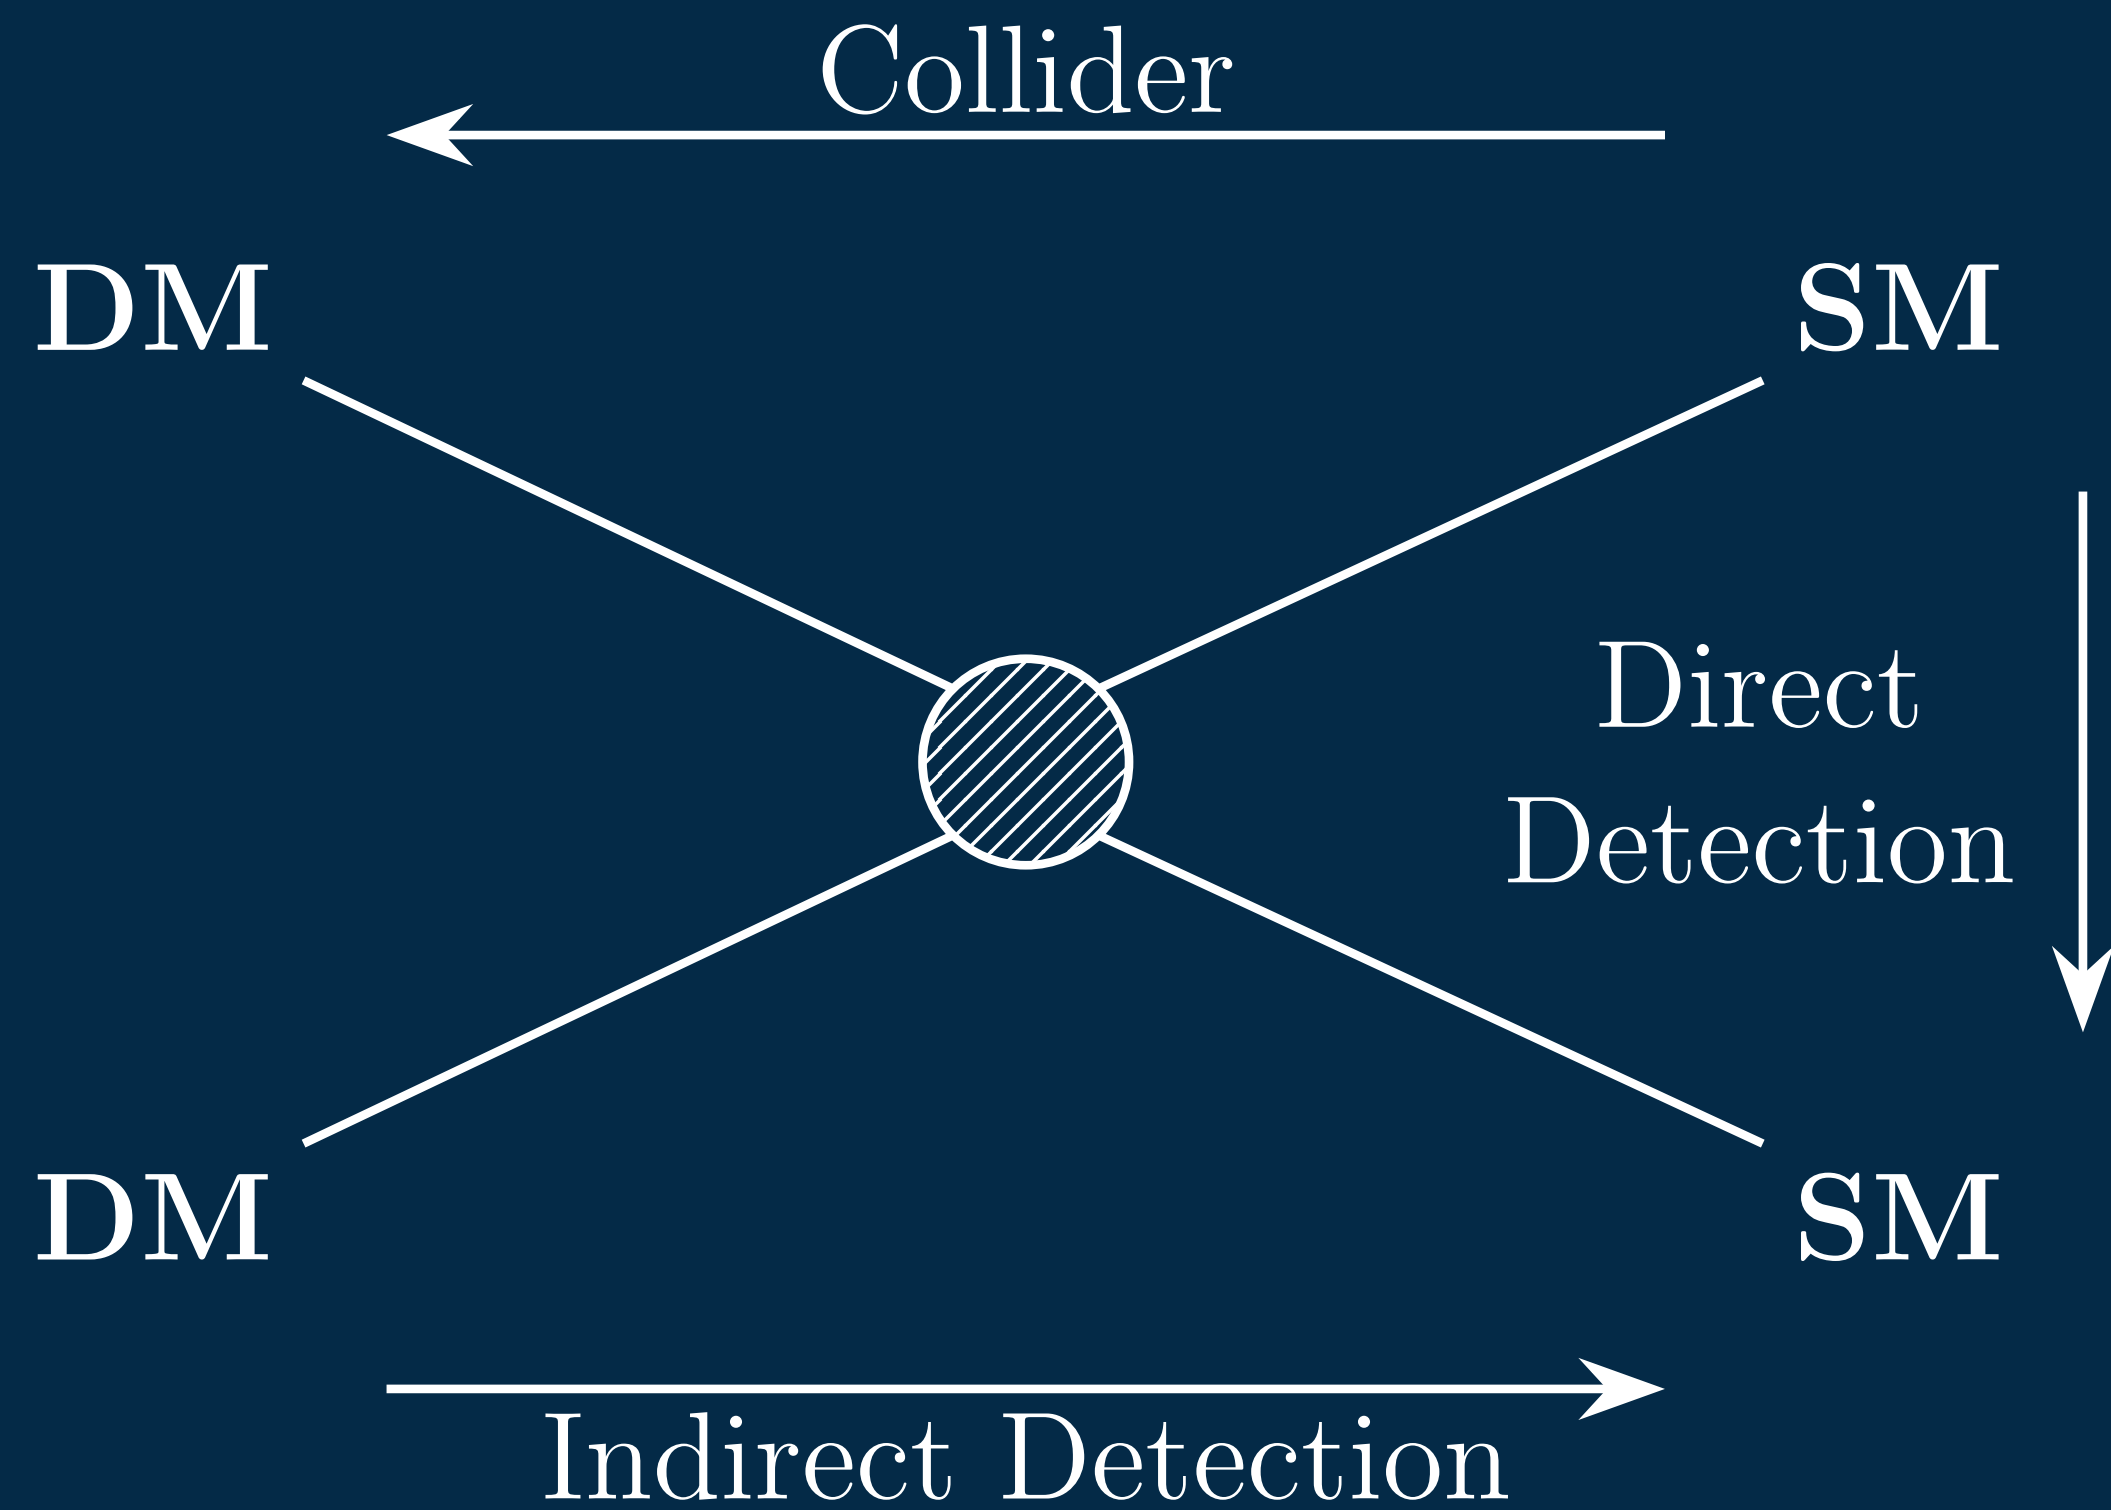 Collider
DM
SM
Direct
Detection
DM
SM
Indirect Detection